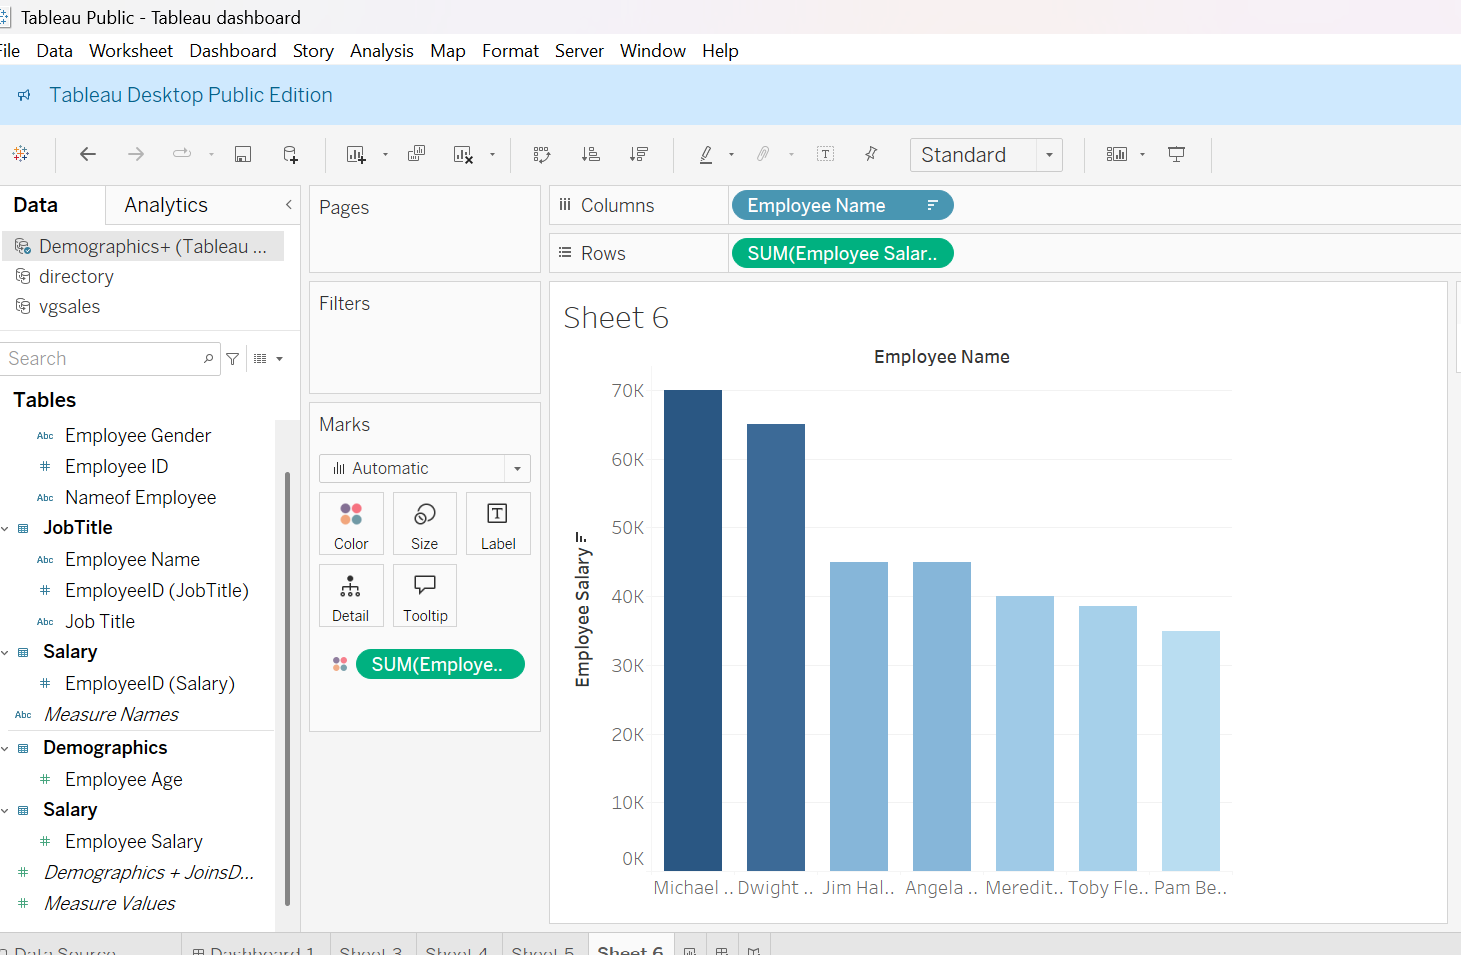 Tableau Public - Tableau dashboard
File Data Worksheet Dashboard Story Analysis Map Format Server Window Help
Tableau Desktop Public Edition
Standard
Data Analytics
Demographics+ (Tableau ...
directory
vgsales
Search
Tables
Abc Employee Gender
# Employee ID
Abc Nameof Employee
JobTitle
Abc Employee Name
# EmployeeID (JobTitle)
Abc Job Title
Salary
# EmployeeID (Salary)
Abc Measure Names
Demographics
# Employee Age
Salary
# Employee Salary
# Demographics + JoinsD...
# Measure Values
Pages
Filters
Marks
Automatic
Color Size Label
Detail Tooltip
SUM(Employe..
Columns Employee Name
Rows SUM(Employee Salar..
Sheet 6
Employee Name
Employee Salary
70K
60K
50K
40K
30K
20K
10K
0K
Michael .. Dwight .. Jim Hal.. Angela .. Meredit.. Toby Fle.. Pam Be..
Data Source Dashboard 1 Sheet 3 Sheet 4 Sheet 5 Sheet 6